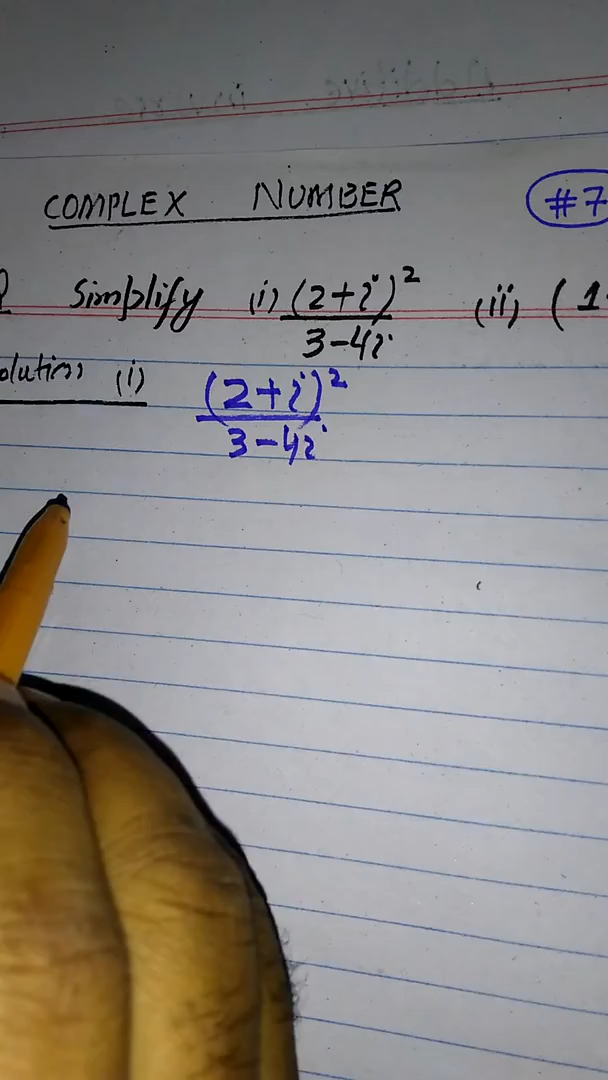 COMPLEX NUMBER #7
Simplify (i) (2+i)² / 3-4i (ii) (1
olution (i) (2+i)² / 3-4i